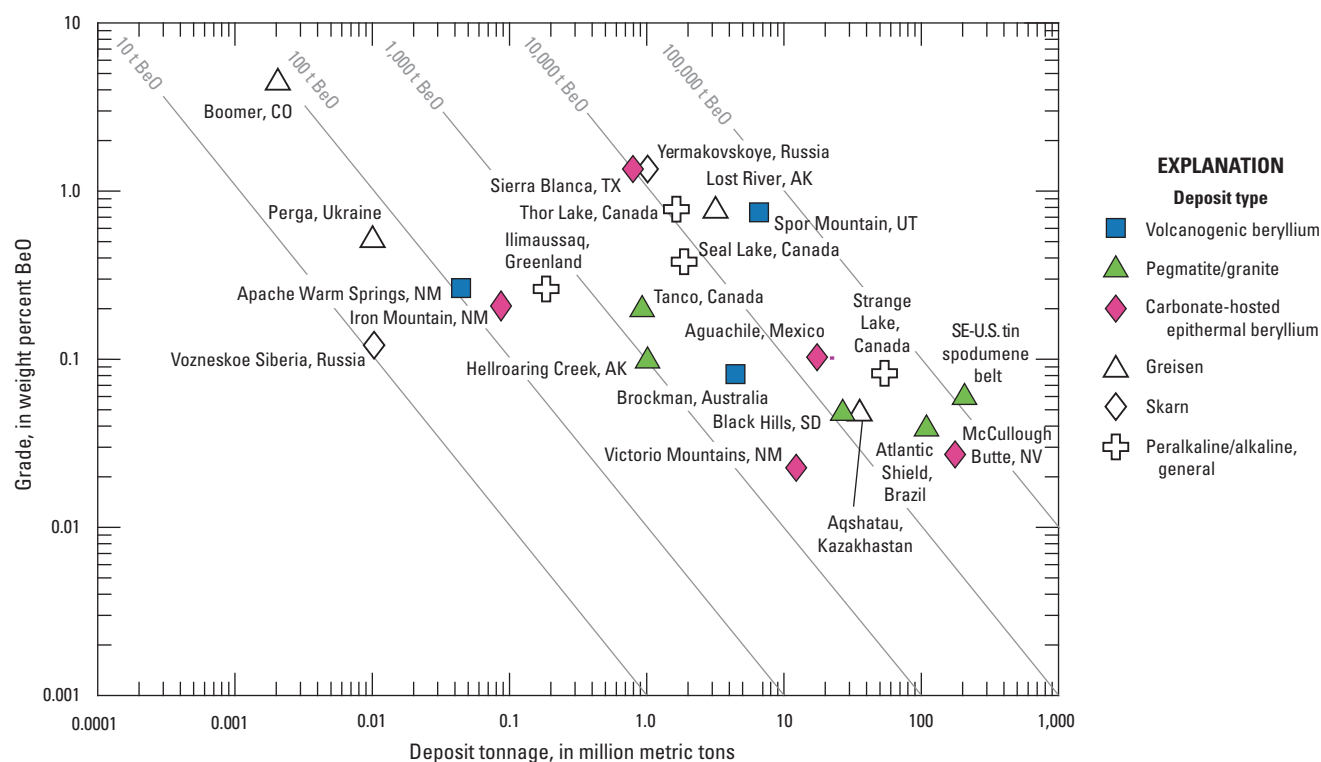 10
1.0
0.1
0.01
0.001
Grade, in weight percent BeO
10 t BeO
100 t BeO
1,000 t BeO
10,000 t BeO
100,000 t BeO
Boomer, CO
Yermakovskoye, Russia
Sierra Blanca, TX
Lost River, AK
Perga, Ukraine
Thor Lake, Canada
Spor Mountain, UT
Ilimaussaq,
Greenland
Seal Lake, Canada
Apache Warm Springs, NM
Iron Mountain, NM
Tanco, Canada
Strange
Lake,
Canada
Aguachile, Mexico
SE-U.S. tin
spodumene
belt
Vozneskoe Siberia, Russia
Hellroaring Creek, AK
Brockman, Australia
Black Hills, SD
Victorio Mountains, NM
Atlantic
Shield,
Brazil
McCullough
Butte, NV
Aqshatau,
Kazakhastan
0.0001
0.001
0.01
0.1
1.0
10
100
1,000
Deposit tonnage, in million metric tons
EXPLANATION
Deposit type
Volcanogenic beryllium
Pegmatite/granite
Carbonate-hosted
epithermal beryllium
Greisen
Skarn
Peralkaline/alkaline,
general